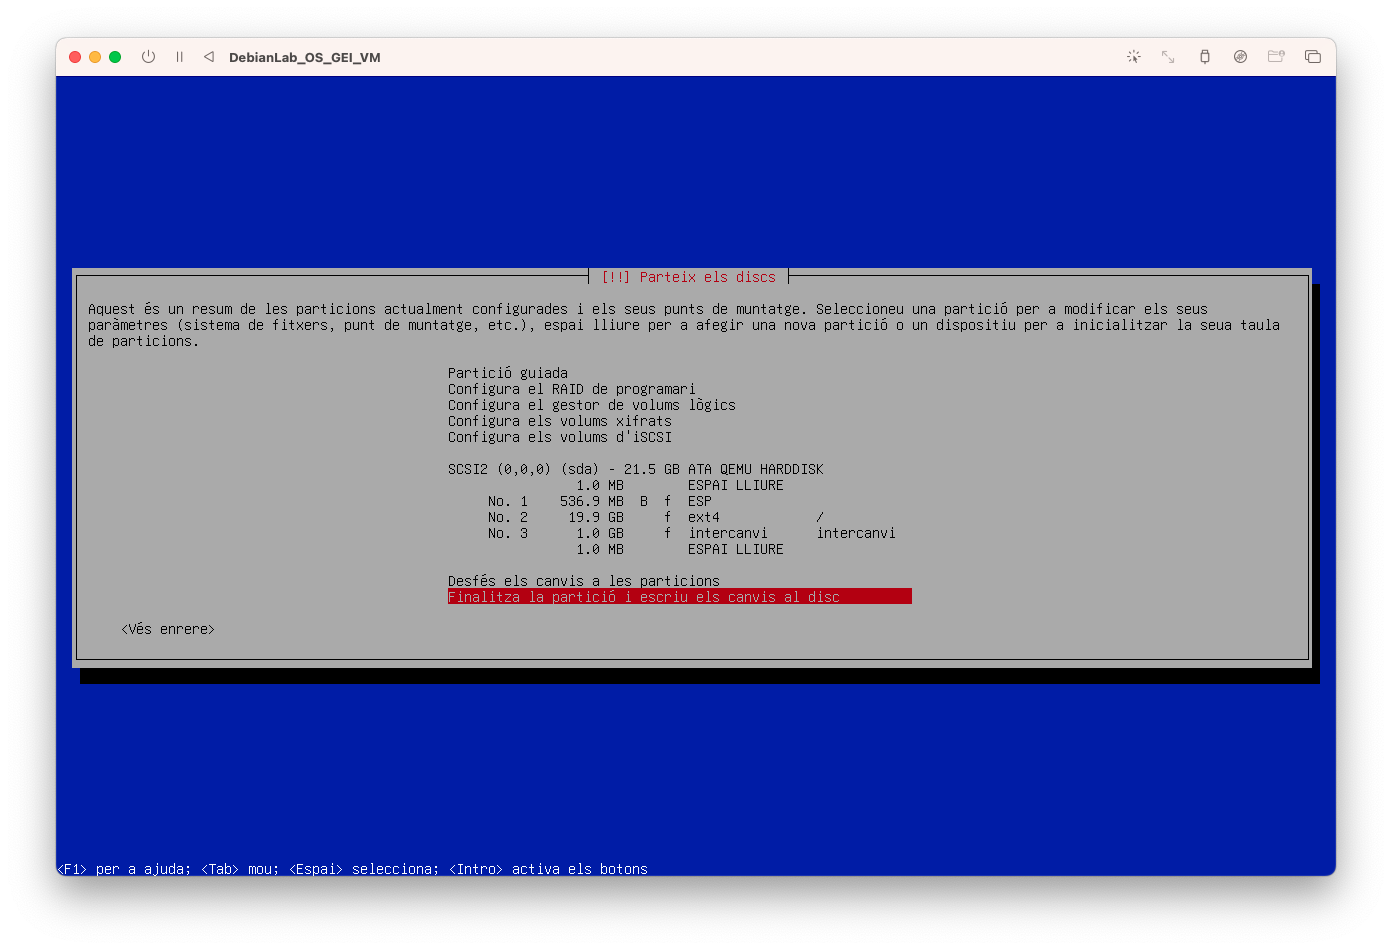 DebianLab_OS_GEI_VM
[!!] Parteix els discs
Aquest és un resum de les particions actualment configurades i els seus punts de muntatge. Seleccioneu una partició per a modificar els seus
paràmetres (sistema de fitxers, punt de muntatge, etc.), espai lliure per a afegir una nova partició o un dispositiu per a inicialitzar la seua taula
de particions.
Partició guiada
Configura el RAID de programari
Configura el gestor de volums lògics
Configura els volums xifrats
Configura els volums d'iSCSI
SCSI2 (0,0,0) (sda) - 21.5 GB ATA QEMU HARDDISK
1.0 MB ESPAI LLIURE
No. 1 536.9 MB B f ESP
No. 2 19.9 GB f ext4 /
No. 3 1.0 GB f intercanvi intercanvi
1.0 MB ESPAI LLIURE
Desfés els canvis a les particions
Finalitza la partició i escriu els canvis al disc
<Vés enrere>
<F1> per a ajuda; <Tab> mou; <Espai> selecciona; <Intro> activa els botons